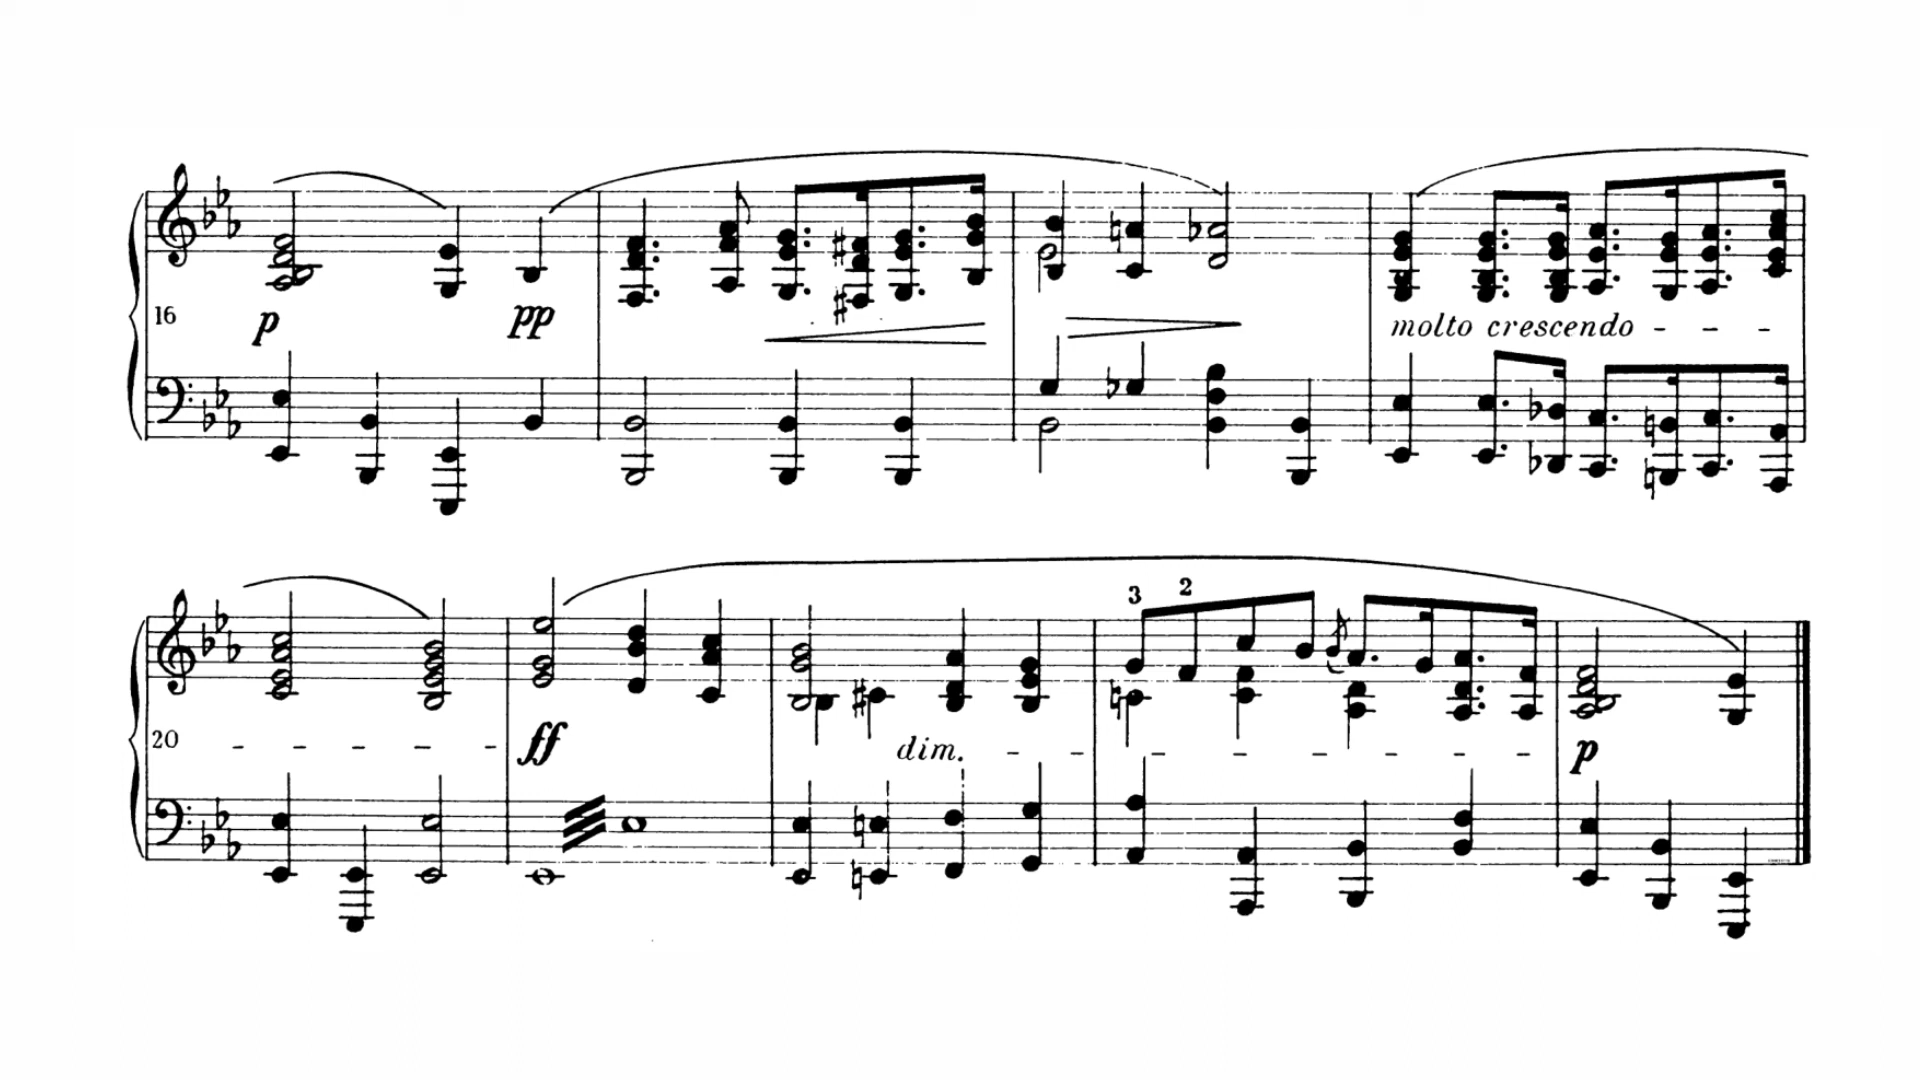 16 p pp molto crescendo - - -
3 2
20 - - - - - ff dim. - - - - - - - p